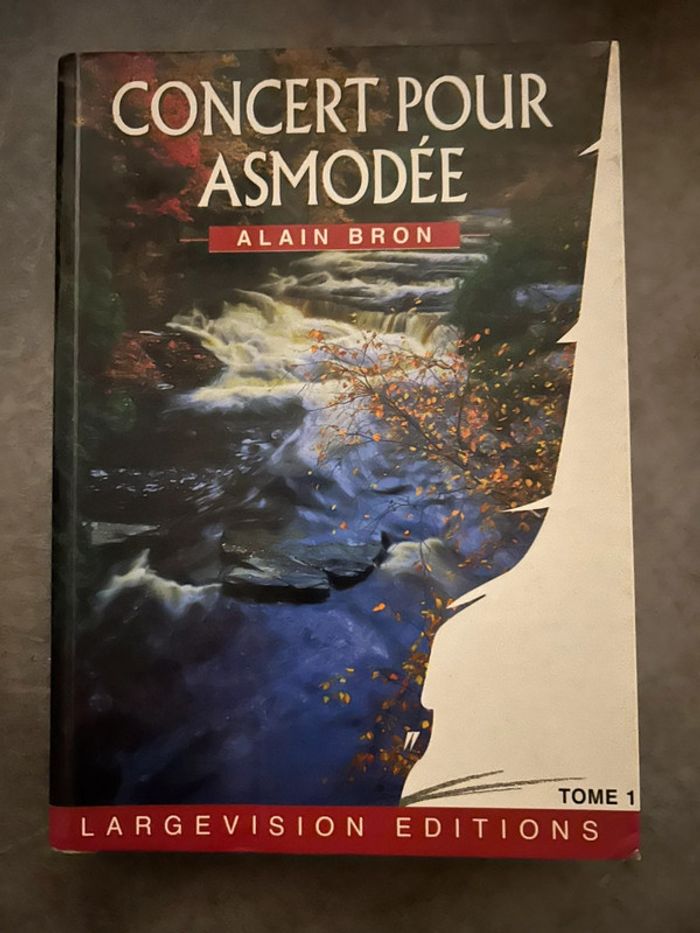 CONCERT POUR
ASMODÉE
ALAIN BRON
TOME 1
LARGEVISION EDITIONS